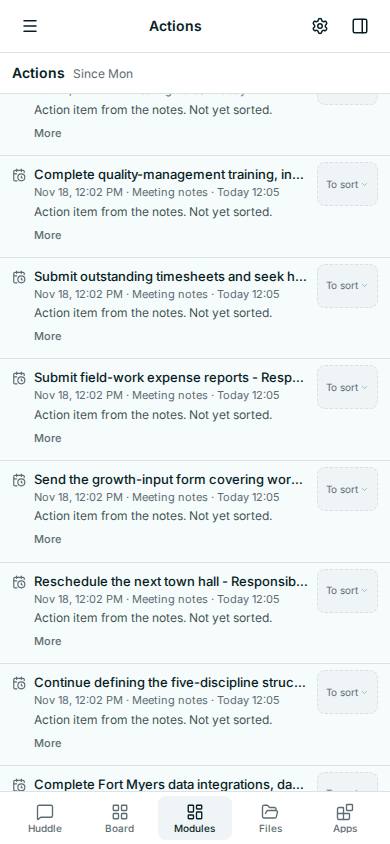 Actions
Actions Since Mon
Action item from the notes. Not yet sorted.
More
Complete quality-management training, in...
To sort
Nov 18, 12:02 PM · Meeting notes · Today 12:05
Action item from the notes. Not yet sorted.
More
Submit outstanding timesheets and seek h...
To sort
Nov 18, 12:02 PM · Meeting notes · Today 12:05
Action item from the notes. Not yet sorted.
More
Submit field-work expense reports - Resp...
To sort
Nov 18, 12:02 PM · Meeting notes · Today 12:05
Action item from the notes. Not yet sorted.
More
Send the growth-input form covering wor...
To sort
Nov 18, 12:02 PM · Meeting notes · Today 12:05
Action item from the notes. Not yet sorted.
More
Reschedule the next town hall - Responsib...
To sort
Nov 18, 12:02 PM · Meeting notes · Today 12:05
Action item from the notes. Not yet sorted.
More
Continue defining the five-discipline struc...
To sort
Nov 18, 12:02 PM · Meeting notes · Today 12:05
Action item from the notes. Not yet sorted.
More
Complete Fort Myers data integrations, da...
Huddle
Board
Modules
Files
Apps